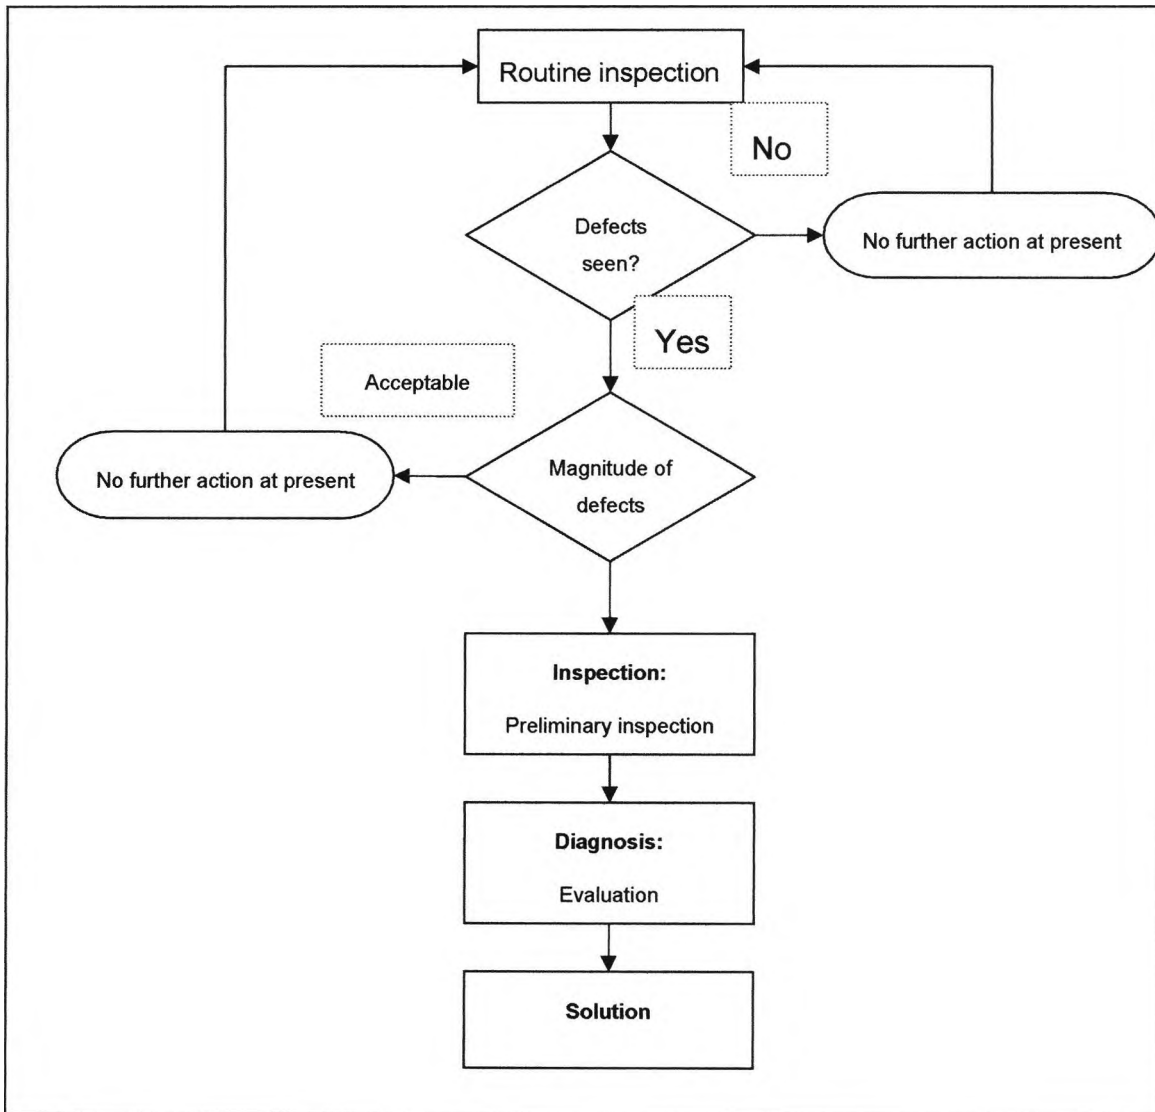 Routine inspection
No
Defects
seen?
No further action at present
Yes
Acceptable
No further action at present
Magnitude of
defects
Inspection:
Preliminary inspection
Diagnosis:
Evaluation
Solution